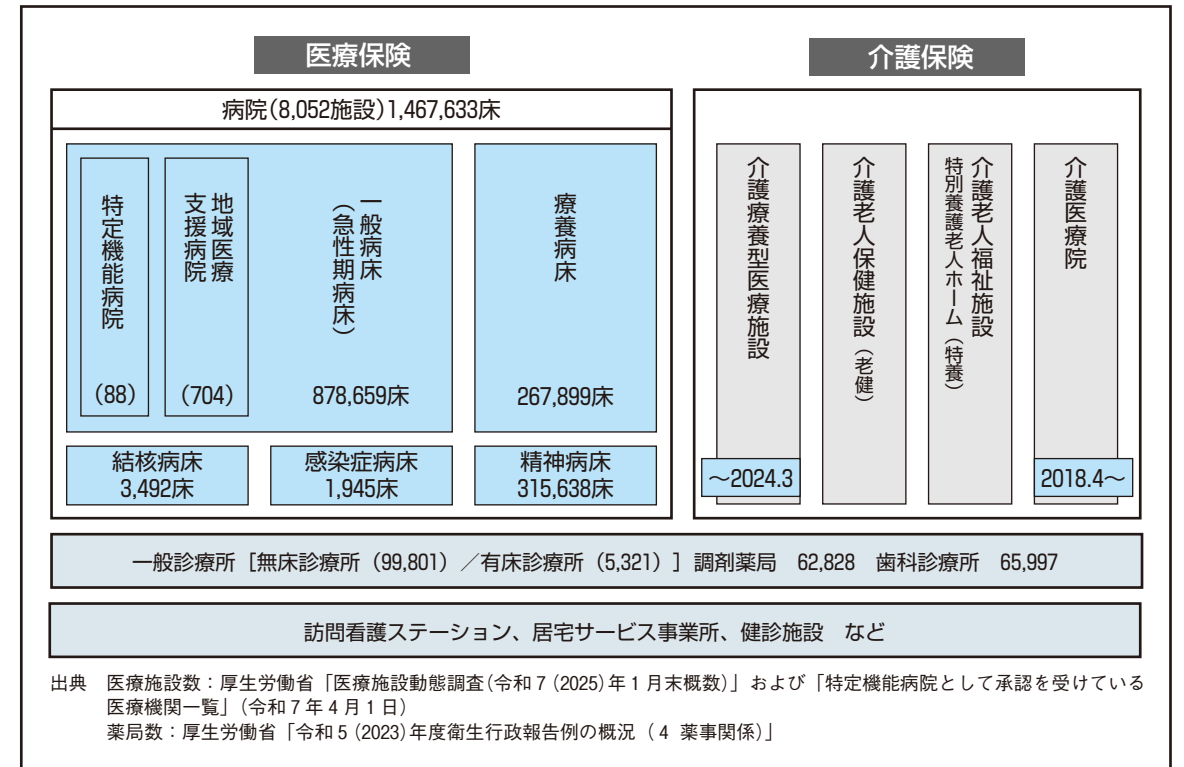 医療保険
介護保険
病院(8,052施設)1,467,633床
特定機能病院
(88)
地域医療
支援病院
(704)
一般病床
(急性期病床)
878,659床
療養病床
267,899床
結核病床
3,492床
感染症病床
1,945床
精神病床
315,638床
介護療養型医療施設
～2024.3
介護老人保健施設(老健)
介護老人福祉施設
特別養護老人ホーム(特養)
介護医療院
2018.4～
一般診療所［無床診療所（99,801）／有床診療所（5,321）］調剤薬局　62,828　歯科診療所　65,997
訪問看護ステーション、居宅サービス事業所、健診施設　など
出典　医療施設数：厚生労働省「医療施設動態調査(令和７(2025)年１月末概数)」および「特定機能病院として承認を受けている
医療機関一覧」(令和７年４月１日)
薬局数：厚生労働省「令和５(2023)年度衛生行政報告例の概況（４ 薬事関係)」